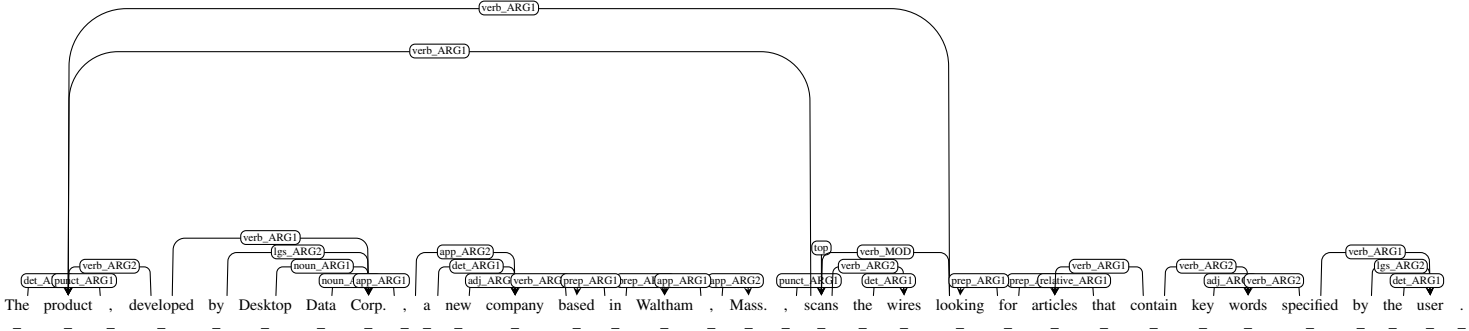 verb_ARG1
verb_ARG1
verb_ARG1
top
app_ARG2 lgs_ARG2 verb_MOD verb_ARG1
verb_ARG2 noun_ARG1 det_ARG1 verb_ARG2 verb_ARG1 verb_ARG2 lgs_ARG2
punct_ARG1 app_ARG1 prep_ARG1 app_ARG1 det_ARG1 prep_ARG1 relative_ARG1 verb_ARG2 det_ARG1
The product , developed by Desktop Data Corp. , a new company based in Waltham , Mass. , scans the wires looking for articles that contain key words specified by the user .
_ _ _ _ _ _ _ _ _ _ _ _ _ _ _ _ _ _ _ _ _ _ _ _ _ _ _ _ _ _ _ _ _ _